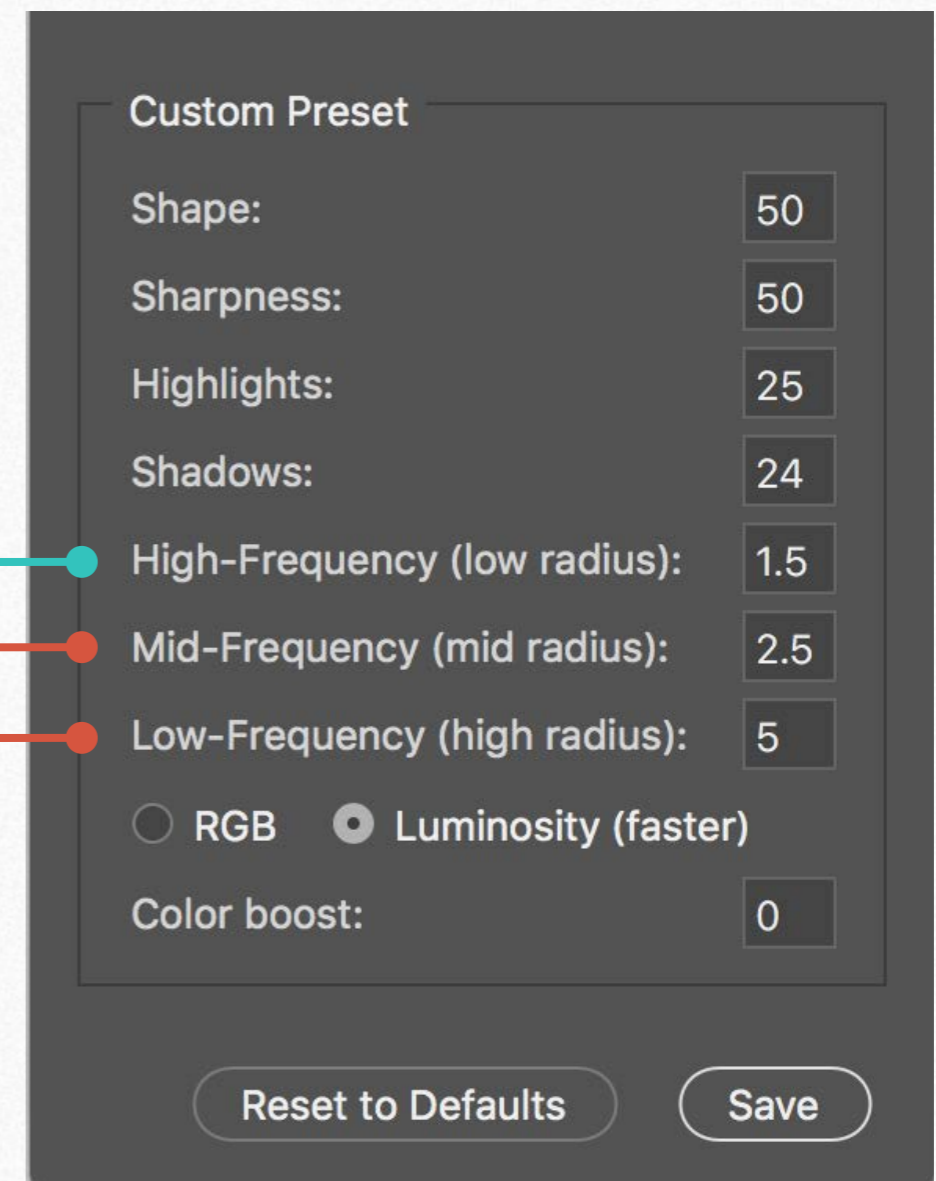 Custom Preset
Shape: 50
Sharpness: 50
Highlights: 25
Shadows: 24
High-Frequency (low radius): 1.5
Mid-Frequency (mid radius): 2.5
Low-Frequency (high radius): 5
RGB Luminosity (faster)
Color boost: 0
Reset to Defaults Save